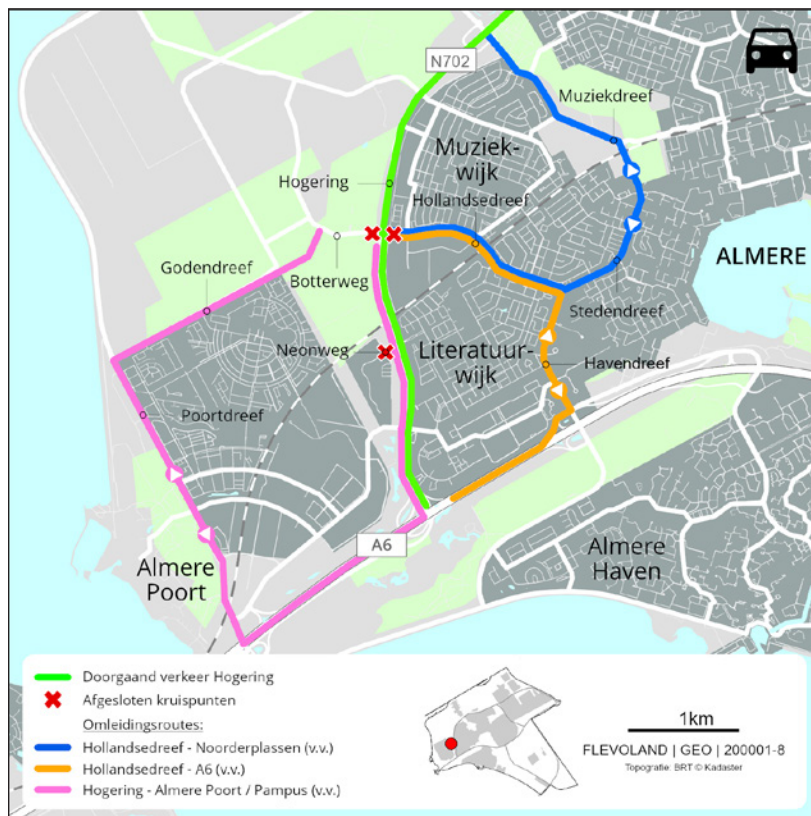 N702
Muziekdreef
Muziek-
wijk
Hogering
Hollandsedreef
ALMERE
Godendreef
Botterweg
Stedendreef
Neonweg
Literatuur-
wijk
Havendreef
Poortdreef
A6
Almere
Poort
Almere
Haven
Doorgaand verkeer Hogering
Afgesloten kruispunten
Omleidingsroutes:
Hollandsedreef - Noorderplassen (v.v.)
Hollandsedreef - A6 (v.v.)
Hogering - Almere Poort / Pampus (v.v.)
1km
FLEVOLAND | GEO | 200001-8
Topografie: BRT © Kadaster